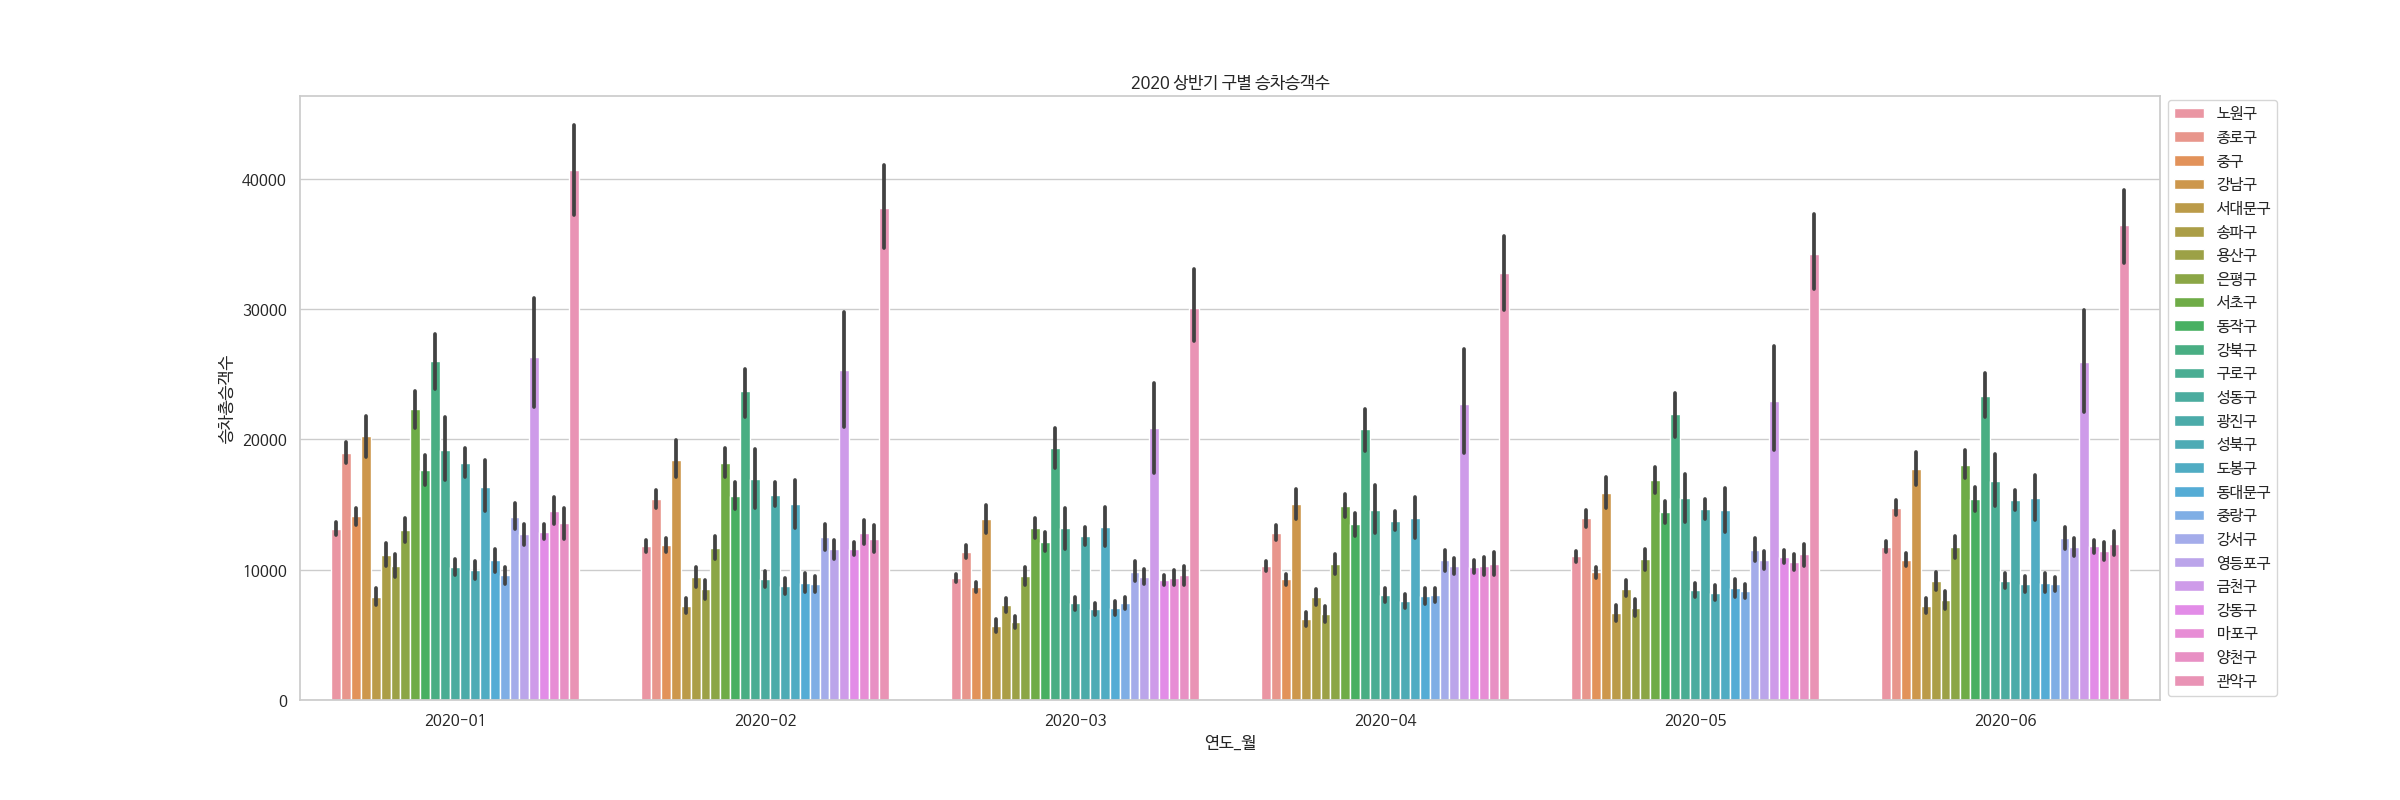 2020 상반기 구별 승차승객수
승차총승객수
40000
30000
20000
10000
0
2020-01
2020-02
2020-03
2020-04
2020-05
2020-06
연도_월
노원구
종로구
중구
강남구
서대문구
송파구
용산구
은평구
서초구
동작구
강북구
구로구
성동구
광진구
성북구
도봉구
동대문구
중랑구
강서구
영등포구
금천구
강동구
마포구
양천구
관악구